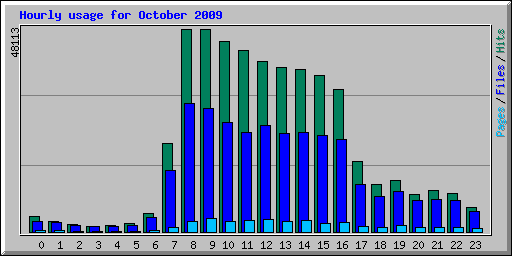 Hourly usage for October 2009
48113
Pages/Files/Hits
0 1 2 3 4 5 6 7 8 9 10 11 12 13 14 15 16 17 18 19 20 21 22 23